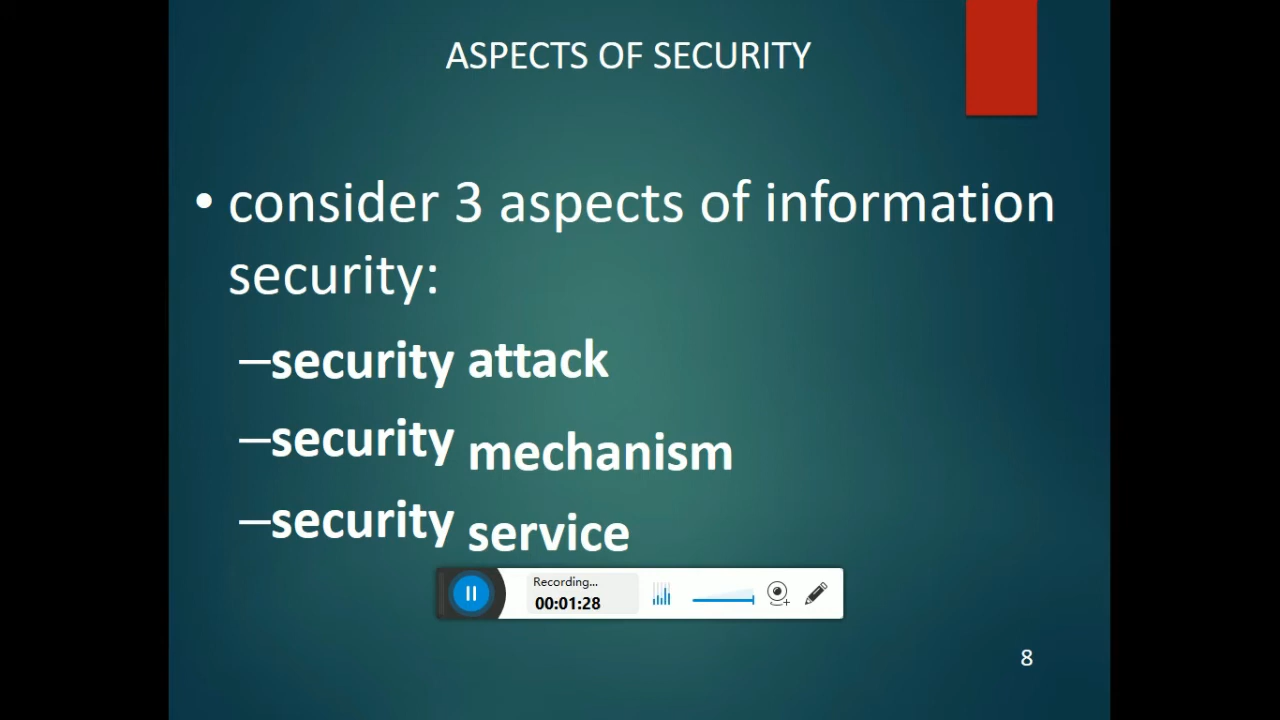 ASPECTS OF SECURITY
• consider 3 aspects of information
security:
–security attack
–security mechanism
–security service
Recording...
00:01:28
8